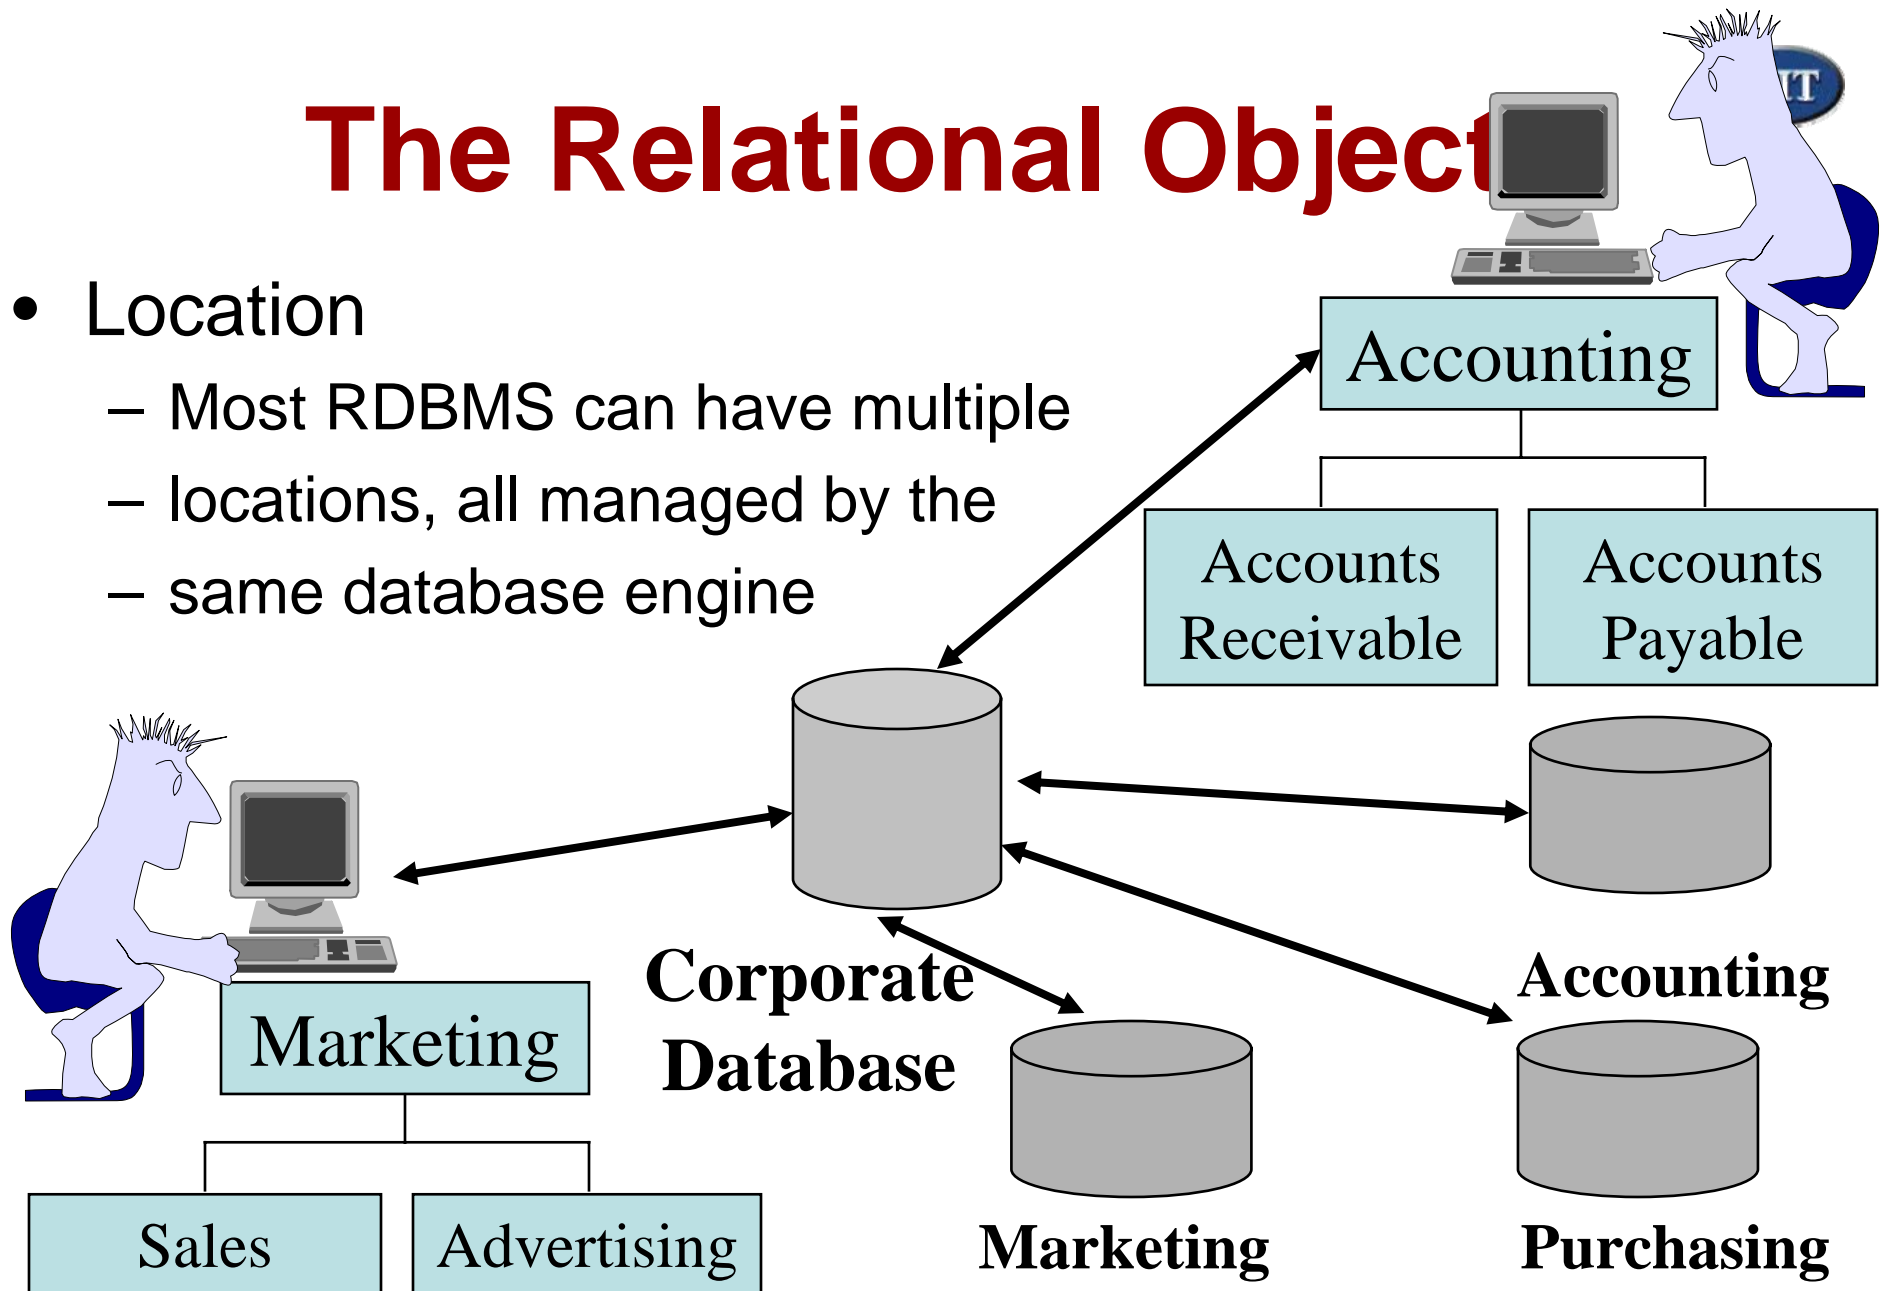 The Relational Object
• Location
– Most RDBMS can have multiple
– locations, all managed by the
– same database engine
Accounting
Accounts
Receivable
Accounts
Payable
Corporate
Database
Accounting
Marketing
Sales
Advertising
Marketing
Purchasing